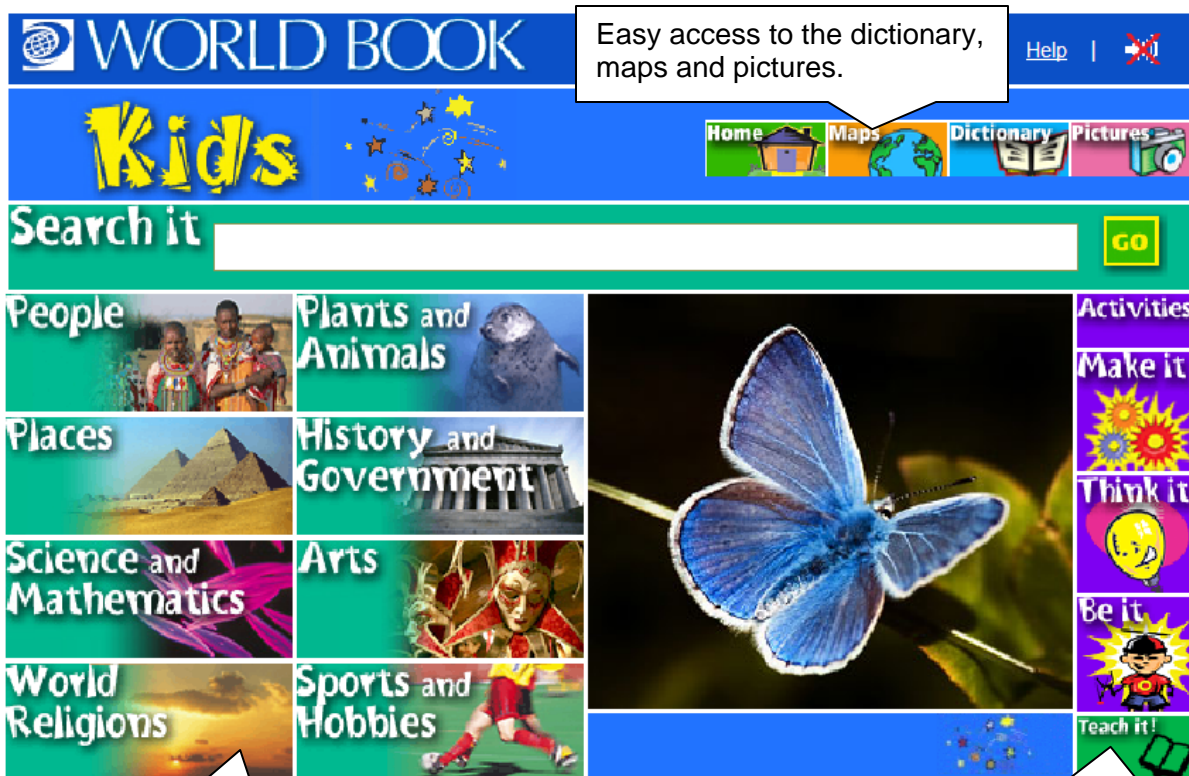 WORLD BOOK
Easy access to the dictionary,
maps and pictures.
Help |
Kids
Home Maps Dictionary Pictures
Search it
GO
People
Plants and
Animals
Places
History and
Government
Science and
Mathematics
Arts
World
Religions
Sports and
Hobbies
Activities
Make it
Think it
Be it
Teach it!